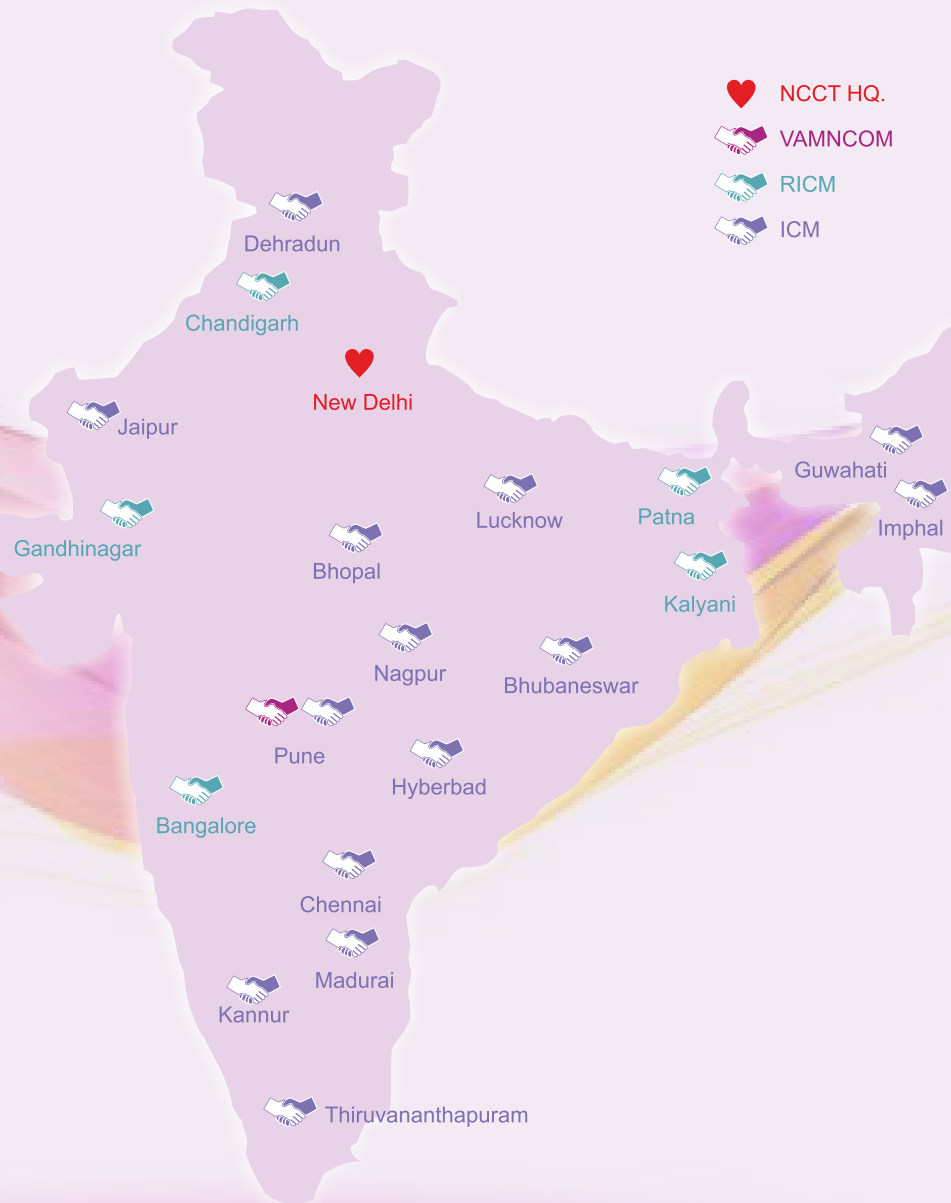 NCCT HQ.
VAMNCOM
RICM
ICM
Dehradun
Chandigarh
New Delhi
Jaipur
Guwahati
Lucknow
Patna
Imphal
Gandhinagar
Bhopal
Kalyani
Nagpur
Bhubaneswar
Pune
Hyberbad
Bangalore
Chennai
Madurai
Kannur
Thiruvananthapuram